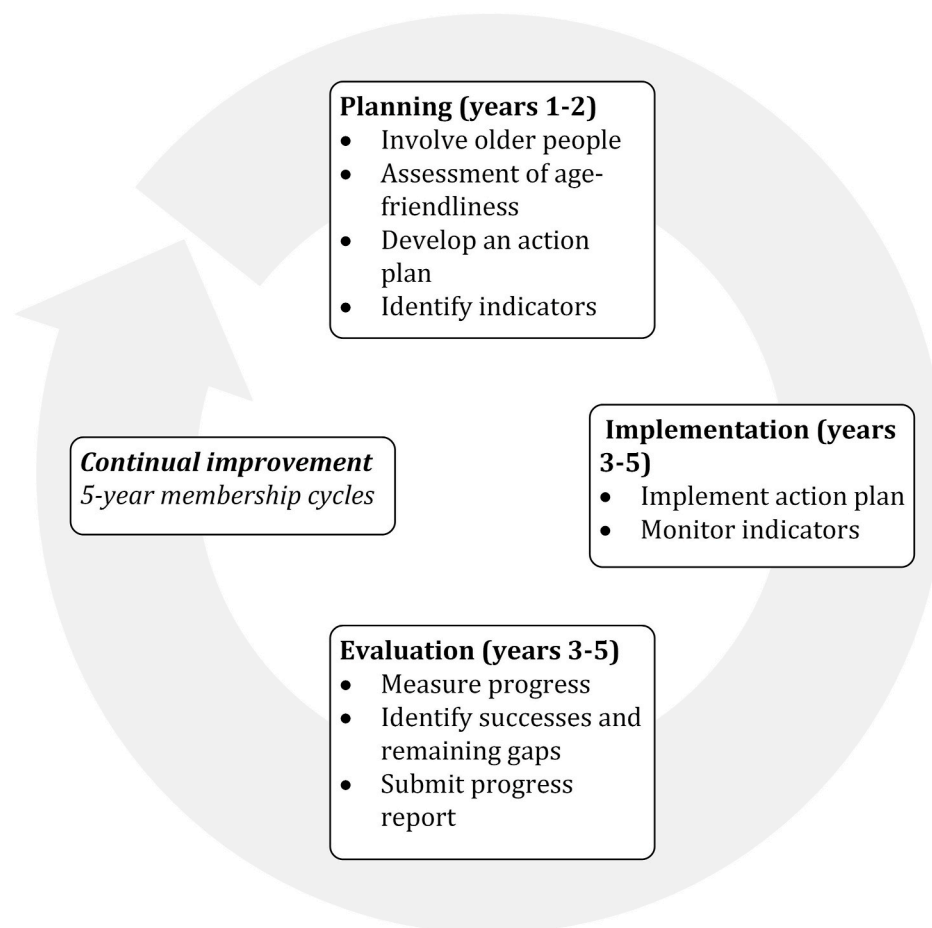 Planning (years 1-2)
• Involve older people
• Assessment of age-
friendliness
• Develop an action
plan
• Identify indicators
Implementation (years
3-5)
• Implement action plan
• Monitor indicators
Continual improvement
5-year membership cycles
Evaluation (years 3-5)
• Measure progress
• Identify successes and
remaining gaps
• Submit progress
report